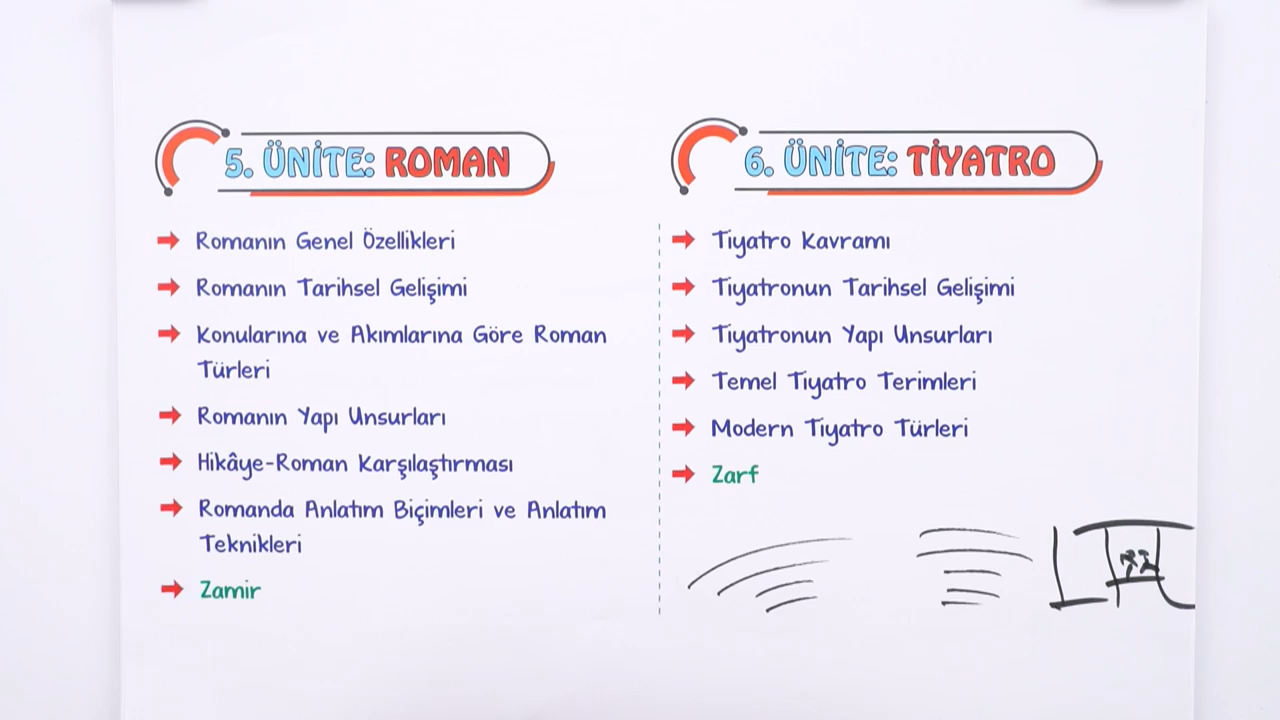 5. ÜNİTE: ROMAN
Romanın Genel Özellikleri
Romanın Tarihsel Gelişimi
Konularına ve Akımlarına Göre Roman
Türleri
Romanın Yapı Unsurları
Hikâye-Roman Karşılaştırması
Romanda Anlatım Biçimleri ve Anlatım
Teknikleri
Zamir
6. ÜNİTE: TİYATRO
Tiyatro Kavramı
Tiyatronun Tarihsel Gelişimi
Tiyatronun Yapı Unsurları
Temel Tiyatro Terimleri
Modern Tiyatro Türleri
Zarf